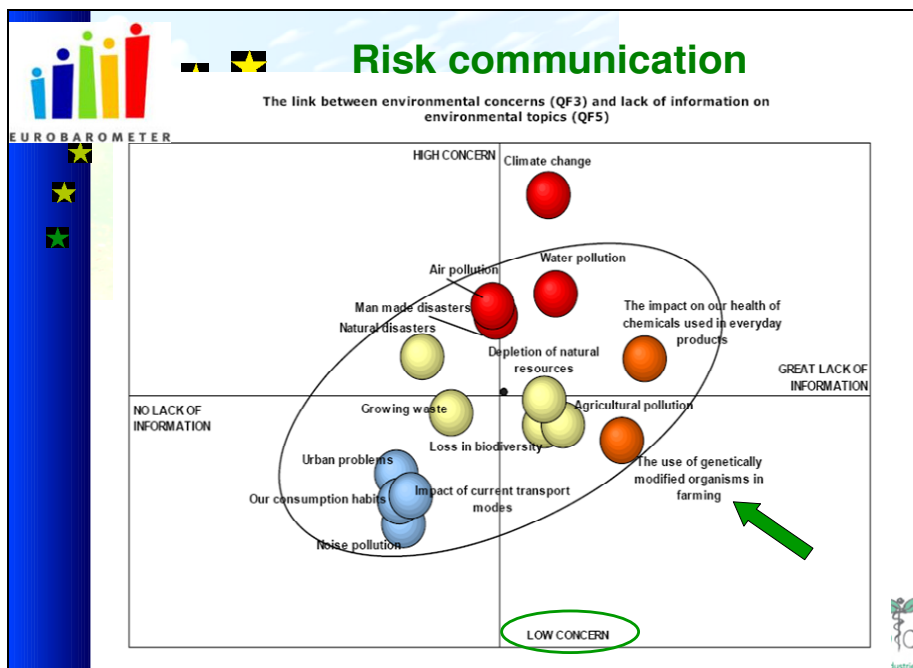 Risk communication
The link between environmental concerns (QF3) and lack of information on
environmental topics (QF5)
EUROBAROMETER
HIGH CONCERN
Climate change
Air pollution
Water pollution
Man made disasters
The impact on our health of
chemicals used in everyday
products
Natural disasters
Depletion of natural
resources
GREAT LACK OF
INFORMATION
NO LACK OF
INFORMATION
Growing waste
Agricultural pollution
Loss in biodiversity
Urban problems
The use of genetically
modified organisms in
farming
Our consumption habits
Impact of current transport
modes
Noise pollution
LOW CONCERN